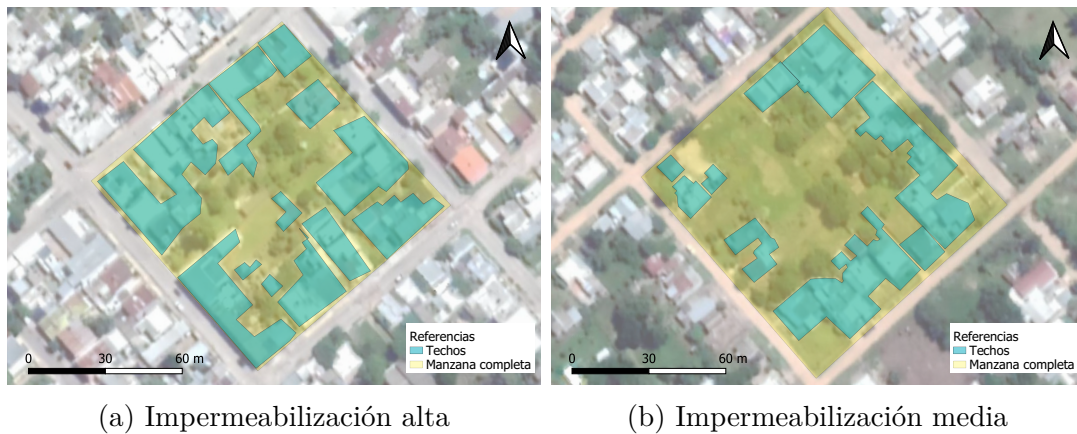 Referencias
Techos
Manzana completa
0 30 60 m
Referencias
Techos
Manzana completa
0 30 60 m
(a) Impermeabilización alta
(b) Impermeabilización media